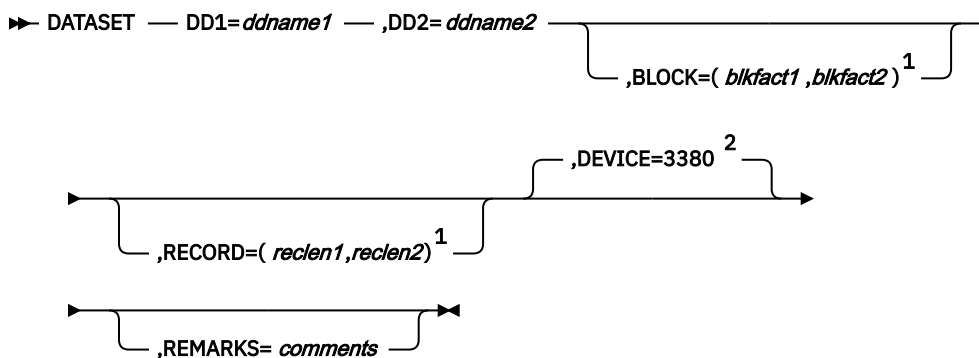 DATASET DD1=ddname1 ,DD2=ddname2
,BLOCK=( blkfact1 ,blkfact2 ) 1
,DEVICE=3380 2
,RECORD=( reclen1,reclen2) 1
,REMARKS= comments